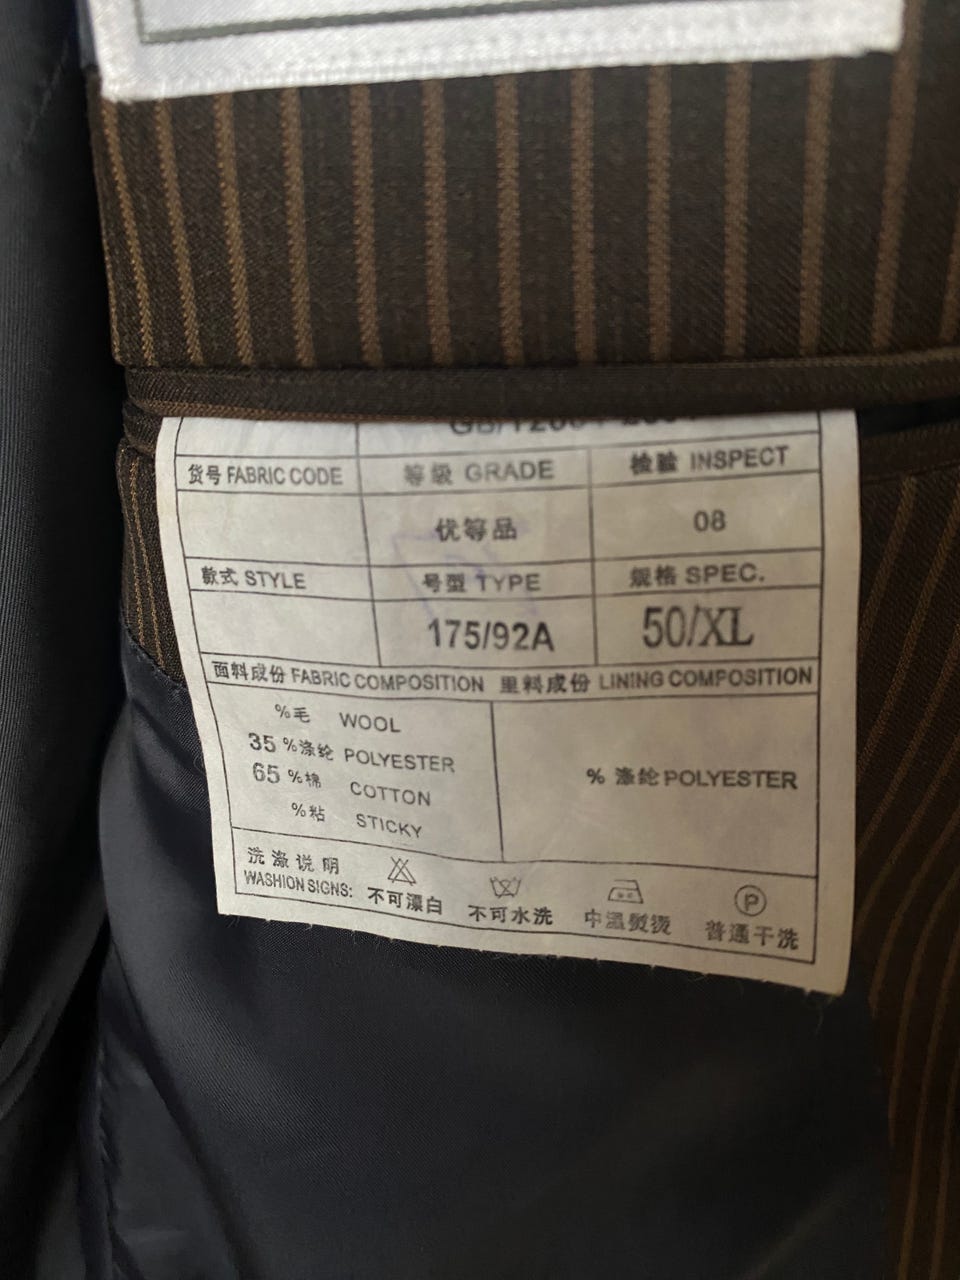 货号 FABRIC CODE 等级 GRADE 检验 INSPECT
优等品 08
款式 STYLE 号型 TYPE 规格 SPEC.
175/92A 50/XL
面料成份 FABRIC COMPOSITION 里料成份 LINING COMPOSITION
%毛 WOOL
35 %涤纶 POLYESTER
65 %棉 COTTON
%粘 STICKY
% 涤纶 POLYESTER
洗涤说明
WASHION SIGNS:
不可漂白 不可水洗 中温熨烫 普通干洗
P